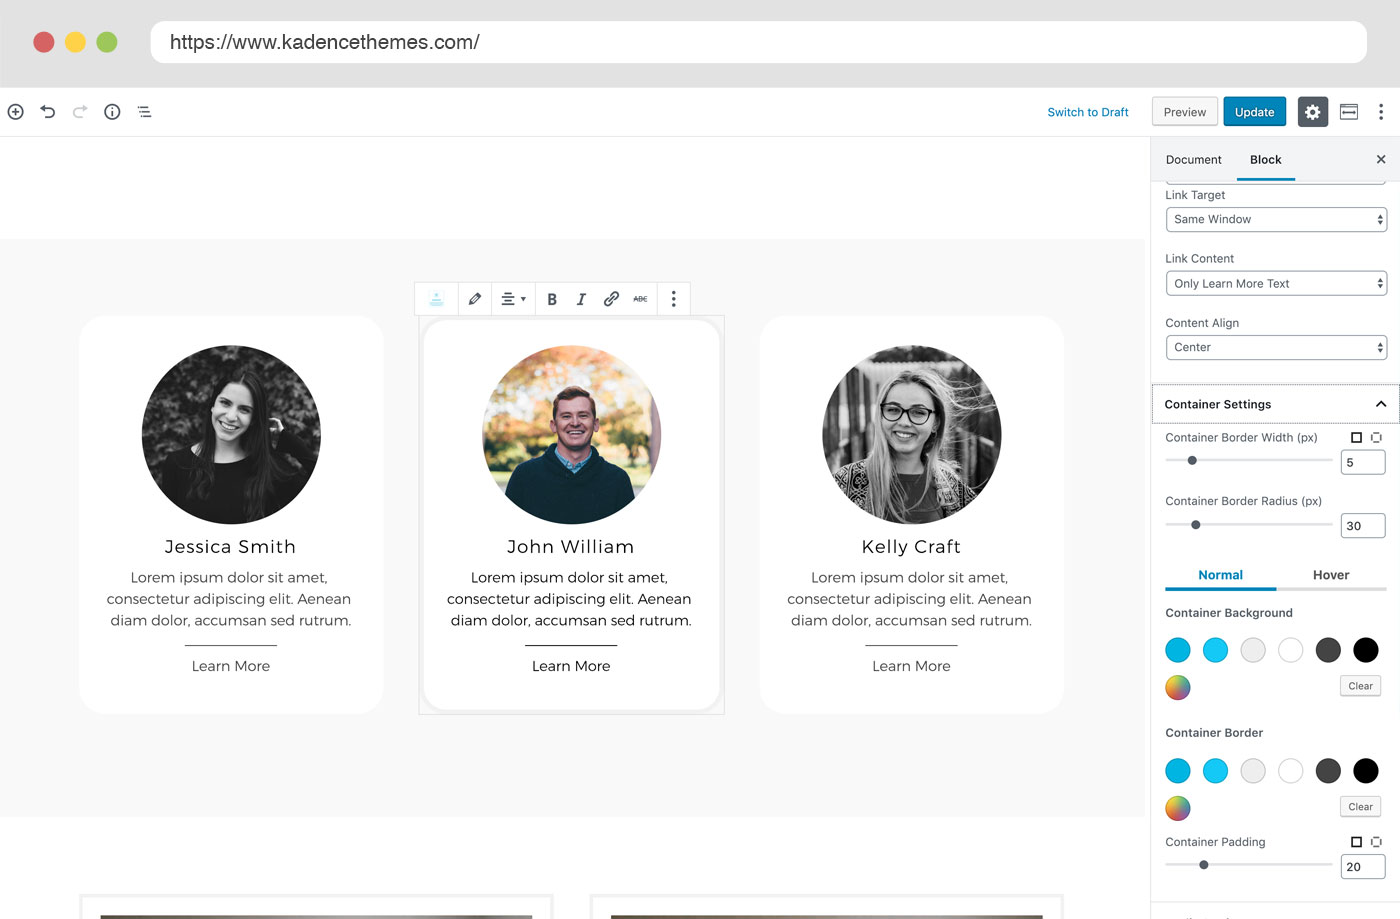 https://www.kadencethemes.com/
Switch to Draft
Preview
Update
Document
Block
Link Target
Same Window
Link Content
Only Learn More Text
Content Align
Center
Container Settings
Container Border Width (px)
5
Container Border Radius (px)
30
Normal
Hover
Container Background
Clear
Container Border
Clear
Container Padding
20
B I ABC
Jessica Smith
Lorem ipsum dolor sit amet,
consectetur adipiscing elit. Aenean
diam dolor, accumsan sed rutrum.
Learn More
John William
Lorem ipsum dolor sit amet,
consectetur adipiscing elit. Aenean
diam dolor, accumsan sed rutrum.
Learn More
Kelly Craft
Lorem ipsum dolor sit amet,
consectetur adipiscing elit. Aenean
diam dolor, accumsan sed rutrum.
Learn More